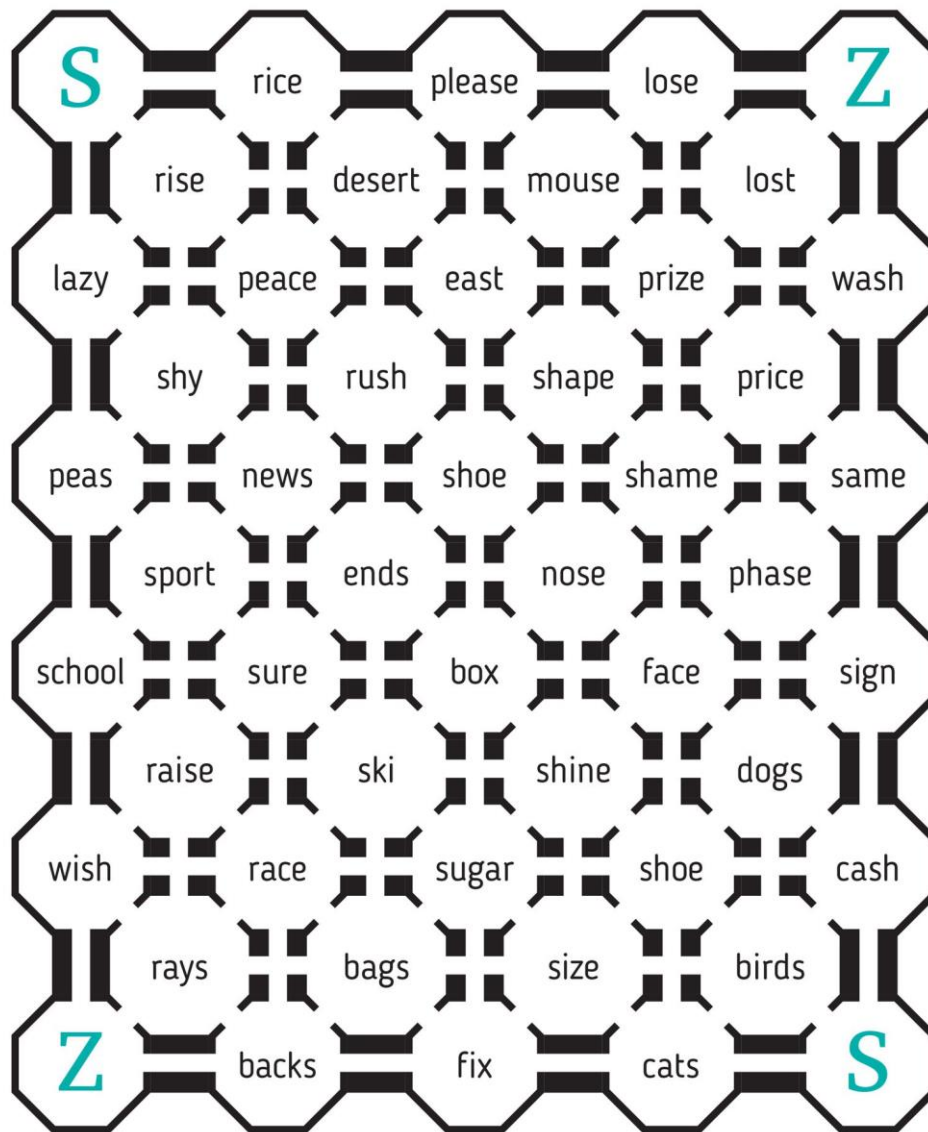 S rice please lose Z
rise desert mouse lost
lazy peace east prize wash
shy rush shape price
peas news shoe shame same
sport ends nose phase
school sure box face sign
raise ski shine dogs
wish race sugar shoe cash
rays bags size birds
Z backs fix cats S